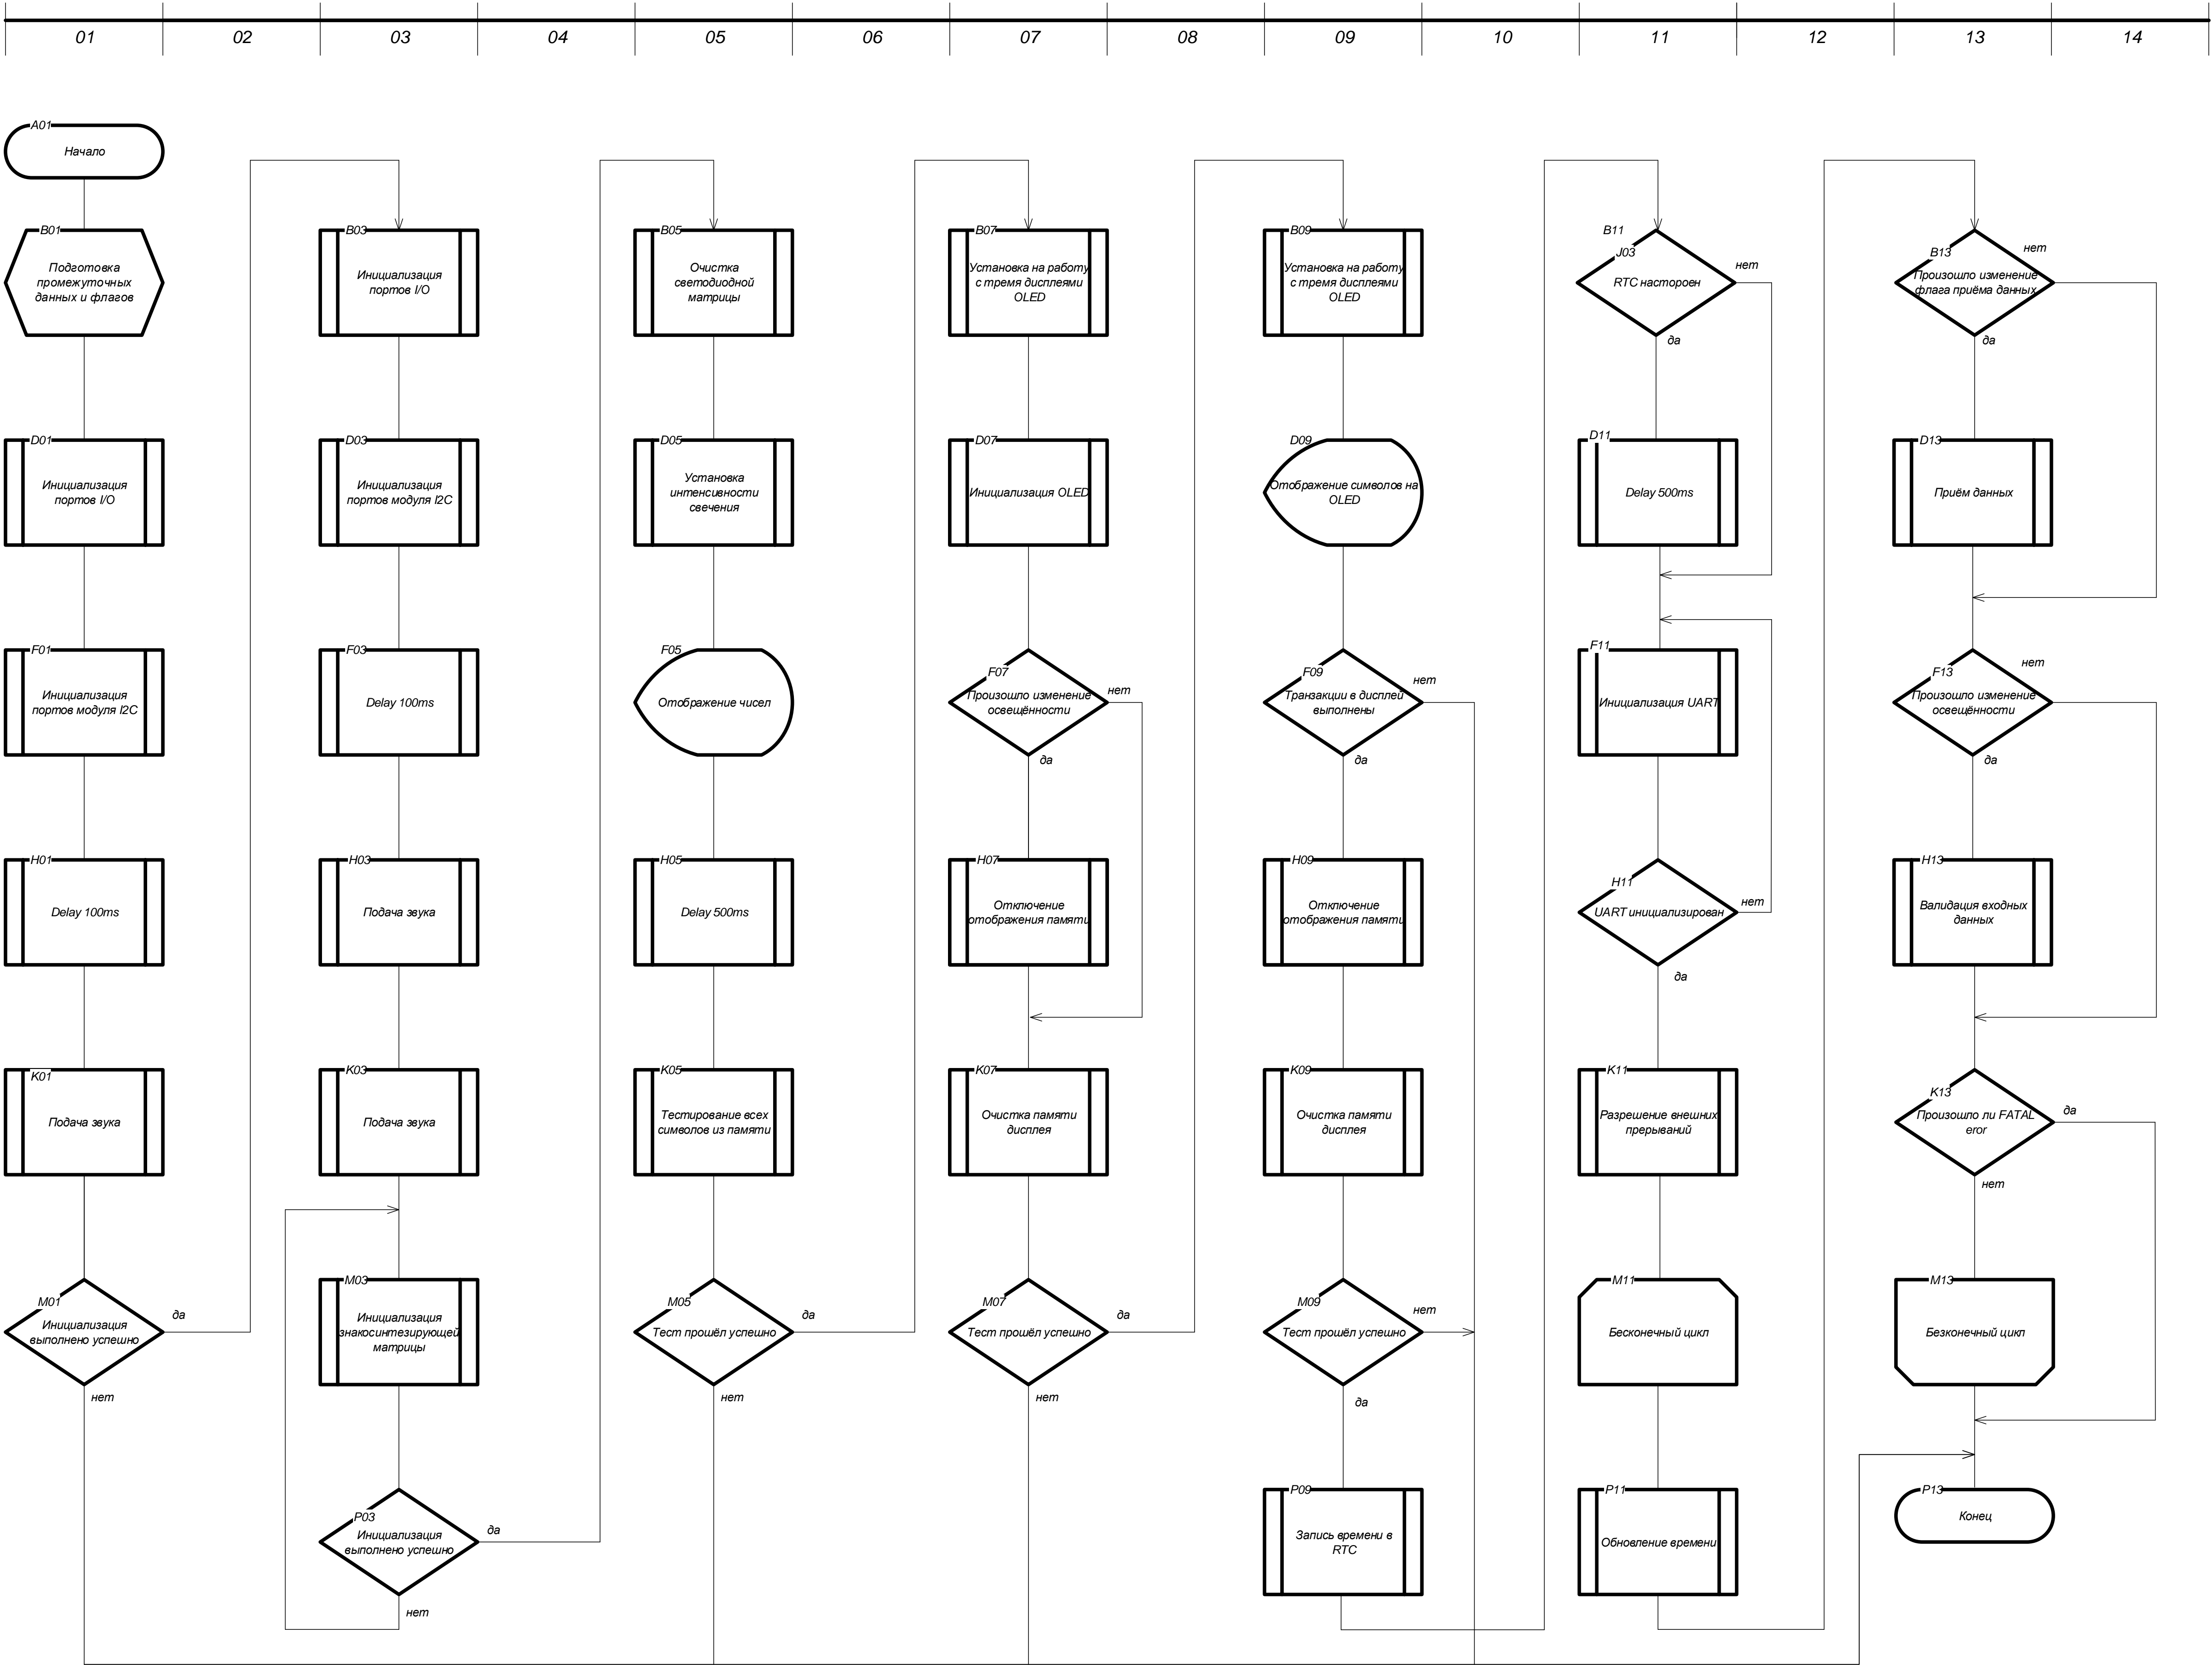 01
02
03
04
05
06
07
08
09
10
11
12
13
14
A01
Начало
B01
Подготовка
промежуточных
данных и флагов
D01
Инициализация
портов I/O
F01
Инициализация
портов модуля I2C
H01
Delay 100ms
K01
Подача звука
M01
Инициализация
выполнено успешно
да
нет
B03
Инициализация
портов I/O
D03
Инициализация
портов модуля I2C
F03
Delay 100ms
H03
Подача звука
K03
Подача звука
M03
Инициализация
знакосинтезирующей
матрицы
P03
Инициализация
выполнено успешно
да
нет
B05
Очистка
светодиодной
матрицы
D05
Установка
интенсивности
свечения
F05
Отображение чисел
H05
Delay 500ms
K05
Тестирование всех
символов из памяти
M05
Тест прошёл успешно
да
нет
B07
Установка на работу
с тремя дисплеями
OLED
D07
Инициализация OLED
F07
Произошло изменение
освещённости
нет
да
H07
Отключение
отображения памяти
K07
Очистка памяти
дисплея
M07
Тест прошёл успешно
да
нет
B09
Установка на работу
с тремя дисплеями
OLED
D09
Отображение символов на
OLED
F09
Транзакции в дисплей
выполнены
нет
да
H09
Отключение
отображения памяти
K09
Очистка памяти
дисплея
M09
Тест прошёл успешно
нет
да
P09
Запись времени в
RTC
B11
J03
RTC настороен
нет
да
D11
Delay 500ms
F11
Инициализация UART
H11
UART инициализирован
нет
да
K11
Разрешение внешних
прерываний
M11
Бесконечный цикл
P11
Обновление времени
B13
Произошло изменение
флага приёма данных
нет
да
D13
Приём данных
F13
Произошло изменение
освещённости
нет
да
H13
Валидация входных
данных
K13
Произошло ли FATAL
eror
да
нет
M13
Безконечный цикл
P13
Конец